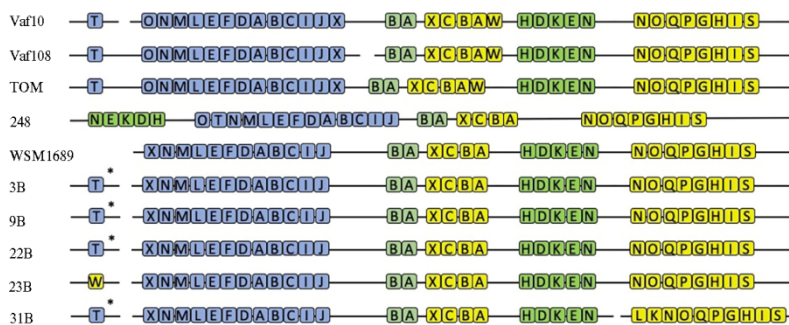 Vaf10 T ONMLEFDABCIJX BA XCBAW HDKEN NOQPGHIS
Vaf108 T ONMLEFDABCIJX BA XCBAW HDKEN NOQPGHIS
TOM T ONMLEFDABCIJX BA XCBAW HDKEN NOQPGHIS
248 NEKDH OTNMLEFDABCIJ BA XCBA NOQPGHIS
WSM1689 XNMLEFDABCIJ BA XCBA HDKEN NOQPGHIS
3B T * XNMLEFDABCIJ BA XCBA HDKEN NOQPGHIS
9B T * XNMLEFDABCIJ BA XCBA HDKEN NOQPGHIS
22B T * XNMLEFDABCIJ BA XCBA HDKEN NOQPGHIS
23B W XNMLEFDABCIJ BA XCBA HDKEN NOQPGHIS
31B T * XNMLEFDABCIJ BA XCBA HDKEN LKNOQPGHIS